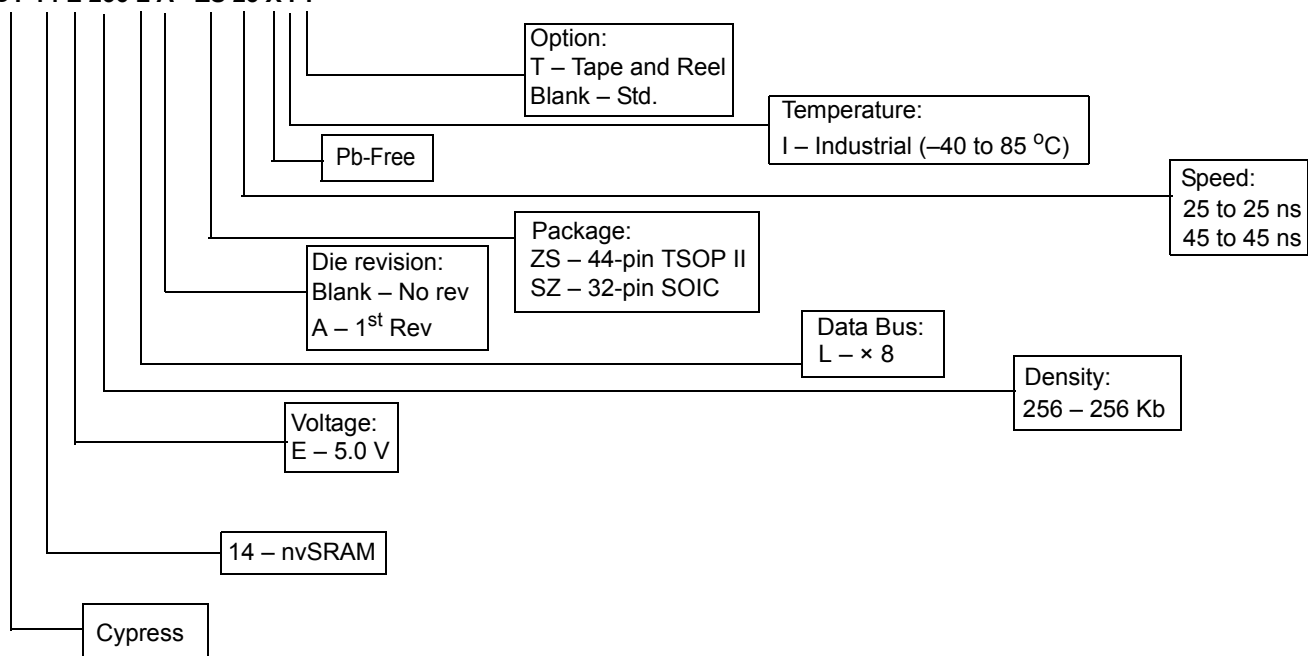 Option:
T – Tape and Reel
Blank – Std.
Temperature:
I – Industrial (–40 to 85 °C)
Pb-Free
Speed:
25 to 25 ns
45 to 45 ns
Package:
ZS – 44-pin TSOP II
SZ – 32-pin SOIC
Die revision:
Blank – No rev
A – 1st Rev
Data Bus:
L – × 8
Density:
256 – 256 Kb
Voltage:
E – 5.0 V
14 – nvSRAM
Cypress